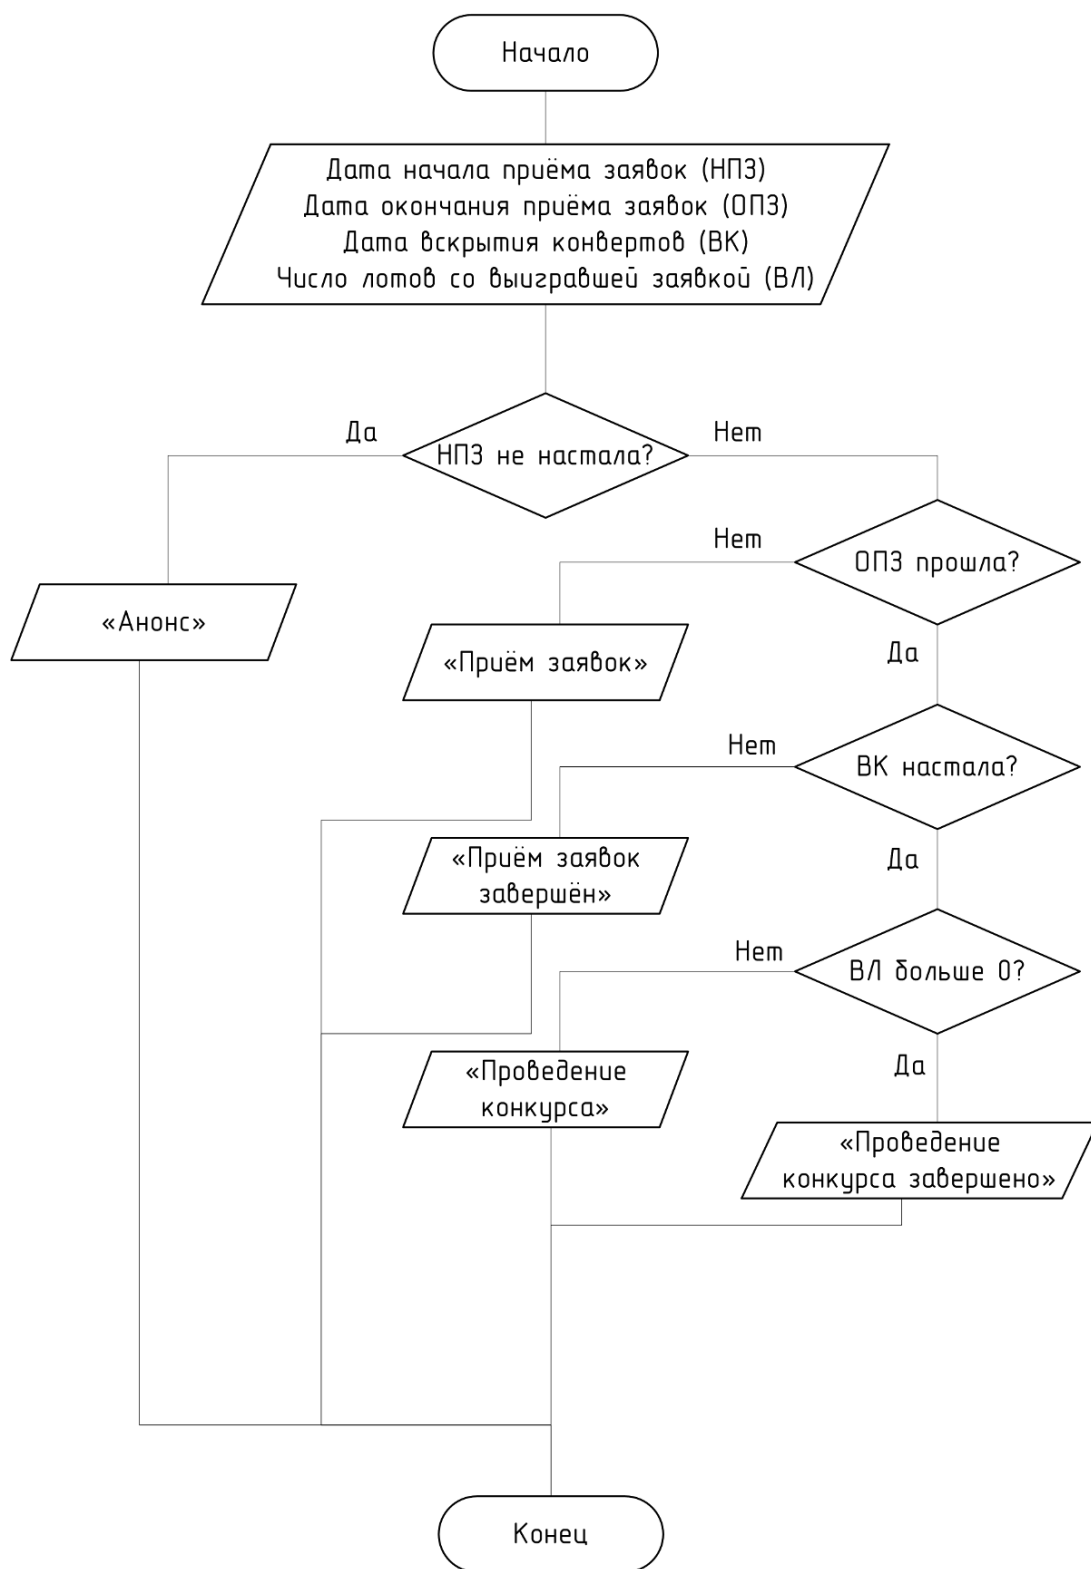 Начало
Дата начала приёма заявок (НПЗ)
Дата окончания приёма заявок (ОПЗ)
Дата вскрытия конвертов (ВК)
Число лотов со выигравшей заявкой (ВЛ)
Да
Нет
НПЗ не настала?
Нет
ОПЗ прошла?
«Анонс»
Да
«Приём заявок»
Нет
ВК настала?
«Приём заявок
завершён»
Да
Нет
ВЛ больше 0?
Да
«Проведение
конкурса»
«Проведение
конкурса завершено»
Конец